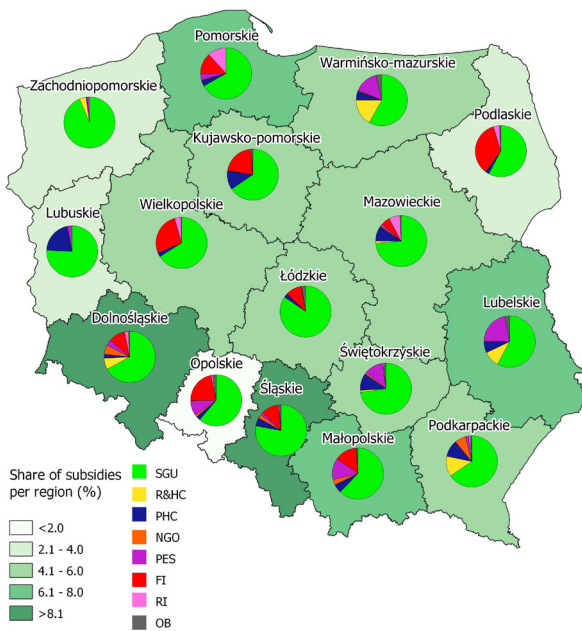 Pomorskie
Warmińsko-mazurskie
Zachodniopomorskie
Podlaskie
Kujawsko-pomorskie
Mazowieckie
Lubuskie
Wielkopolskie
Łódzkie
Lubelskie
Dolnośląskie
Świętokrzyskie
Opolskie
Śląskie
Podkarpackie
Małopolskie
Share of subsidies
per region (%)
<2.0
2.1 - 4.0
4.1 - 6.0
6.1 - 8.0
>8.1
SGU
R&HC
PHC
NGO
PES
FI
RI
OB